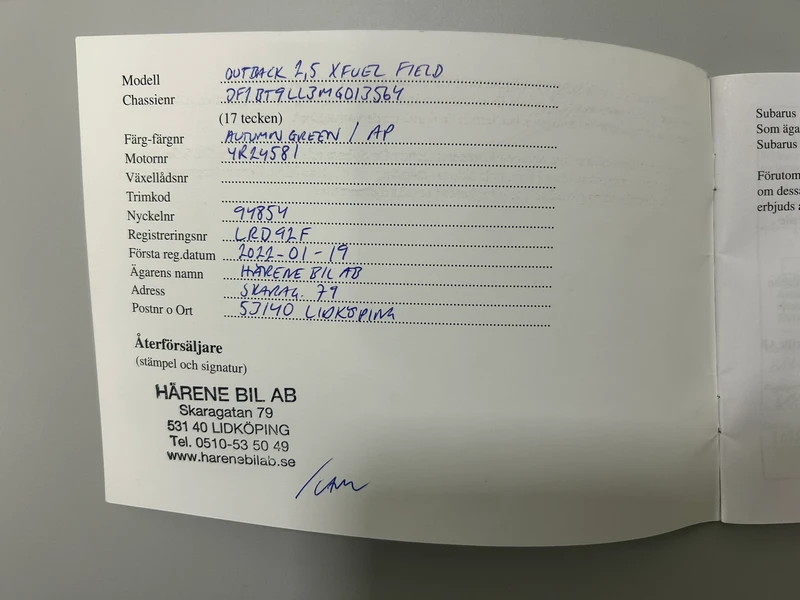 Modell OUTBACK 2,5 XFUEL FIELD
Chassienr JF1BT9LL3MG013564
(17 tecken)
Färg-färgnr AUTUMN GREEN / AP
Motornr YR24581
Växellådsnr
Trimkod
Nyckelnr 94854
Registreringsnr LRD92F
Första reg.datum 2022-01-19
Ägarens namn HÄRENE BIL AB
Adress SKARAG. 79
Postnr o Ort 53140 LIDKÖPING
Återförsäljare
(stämpel och signatur)
HÄRENE BIL AB
Skaragatan 79
531 40 LIDKÖPING
Tel. 0510-53 50 49
www.harenebilab.se
Subarus
Som äga
Subarus
Förutom
om dess
erbjuds